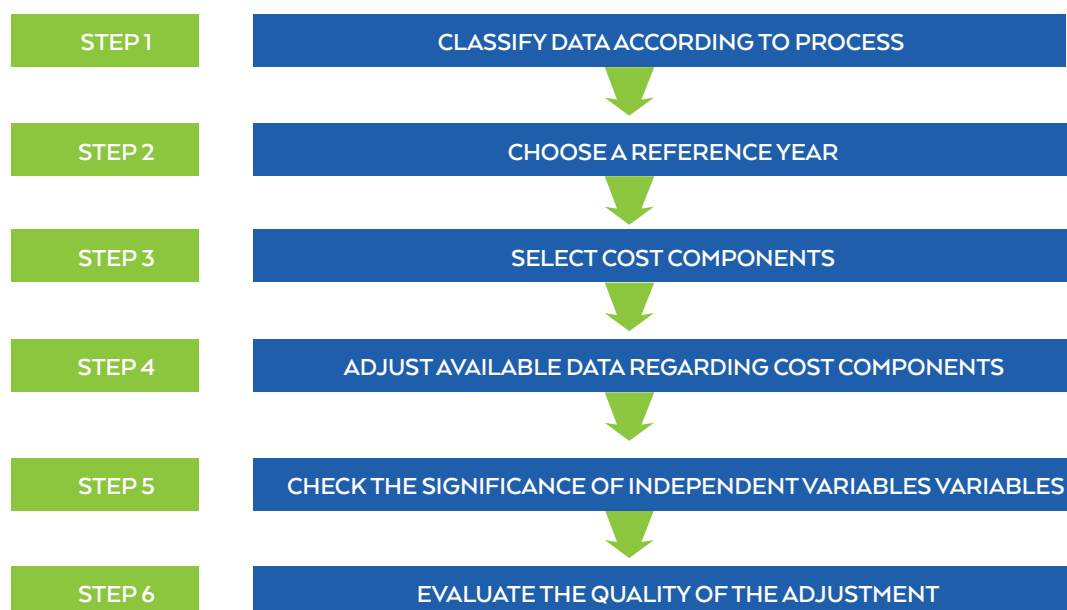 STEP 1
CLASSIFY DATA ACCORDING TO PROCESS
STEP 2
CHOOSE A REFERENCE YEAR
STEP 3
SELECT COST COMPONENTS
STEP 4
ADJUST AVAILABLE DATA REGARDING COST COMPONENTS
STEP 5
CHECK THE SIGNIFICANCE OF INDEPENDENT VARIABLES VARIABLES
STEP 6
EVALUATE THE QUALITY OF THE ADJUSTMENT